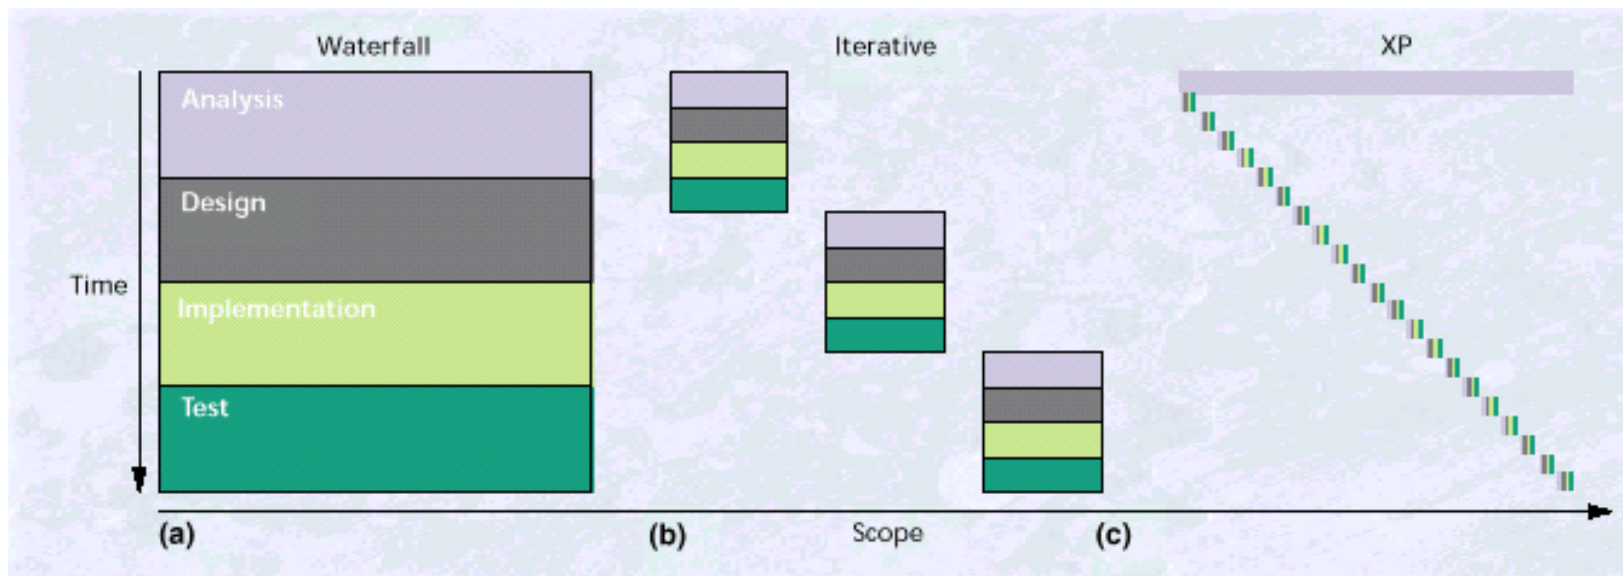 Waterfall
Iterative
XP
Analysis
Design
Time
Implementation
Test
(a)
(b)
Scope
(c)